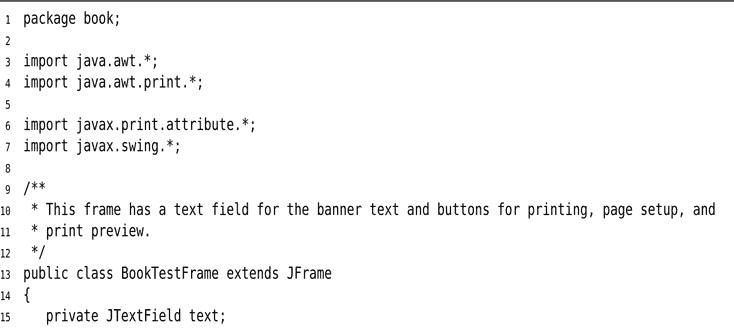 1 package book;
2
3 import java.awt.*;
4 import java.awt.print.*;
5
6 import javax.print.attribute.*;
7 import javax.swing.*;
8
9 /**
10  * This frame has a text field for the banner text and buttons for printing, page setup, and
11  * print preview.
12  */
13 public class BookTestFrame extends JFrame
14 {
15    private JTextField text;